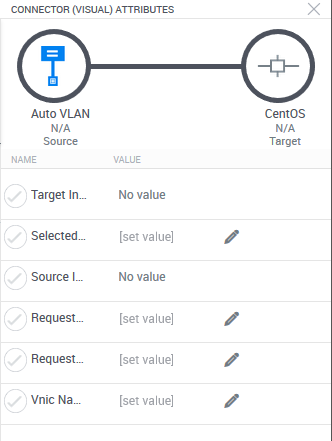 CONNECTOR (VISUAL) ATTRIBUTES
Auto VLAN
N/A
Source
CentOS
N/A
Target
NAME VALUE
Target In... No value
Selected... [set value]
Source I... No value
Request... [set value]
Request... [set value]
Vnic Na... [set value]